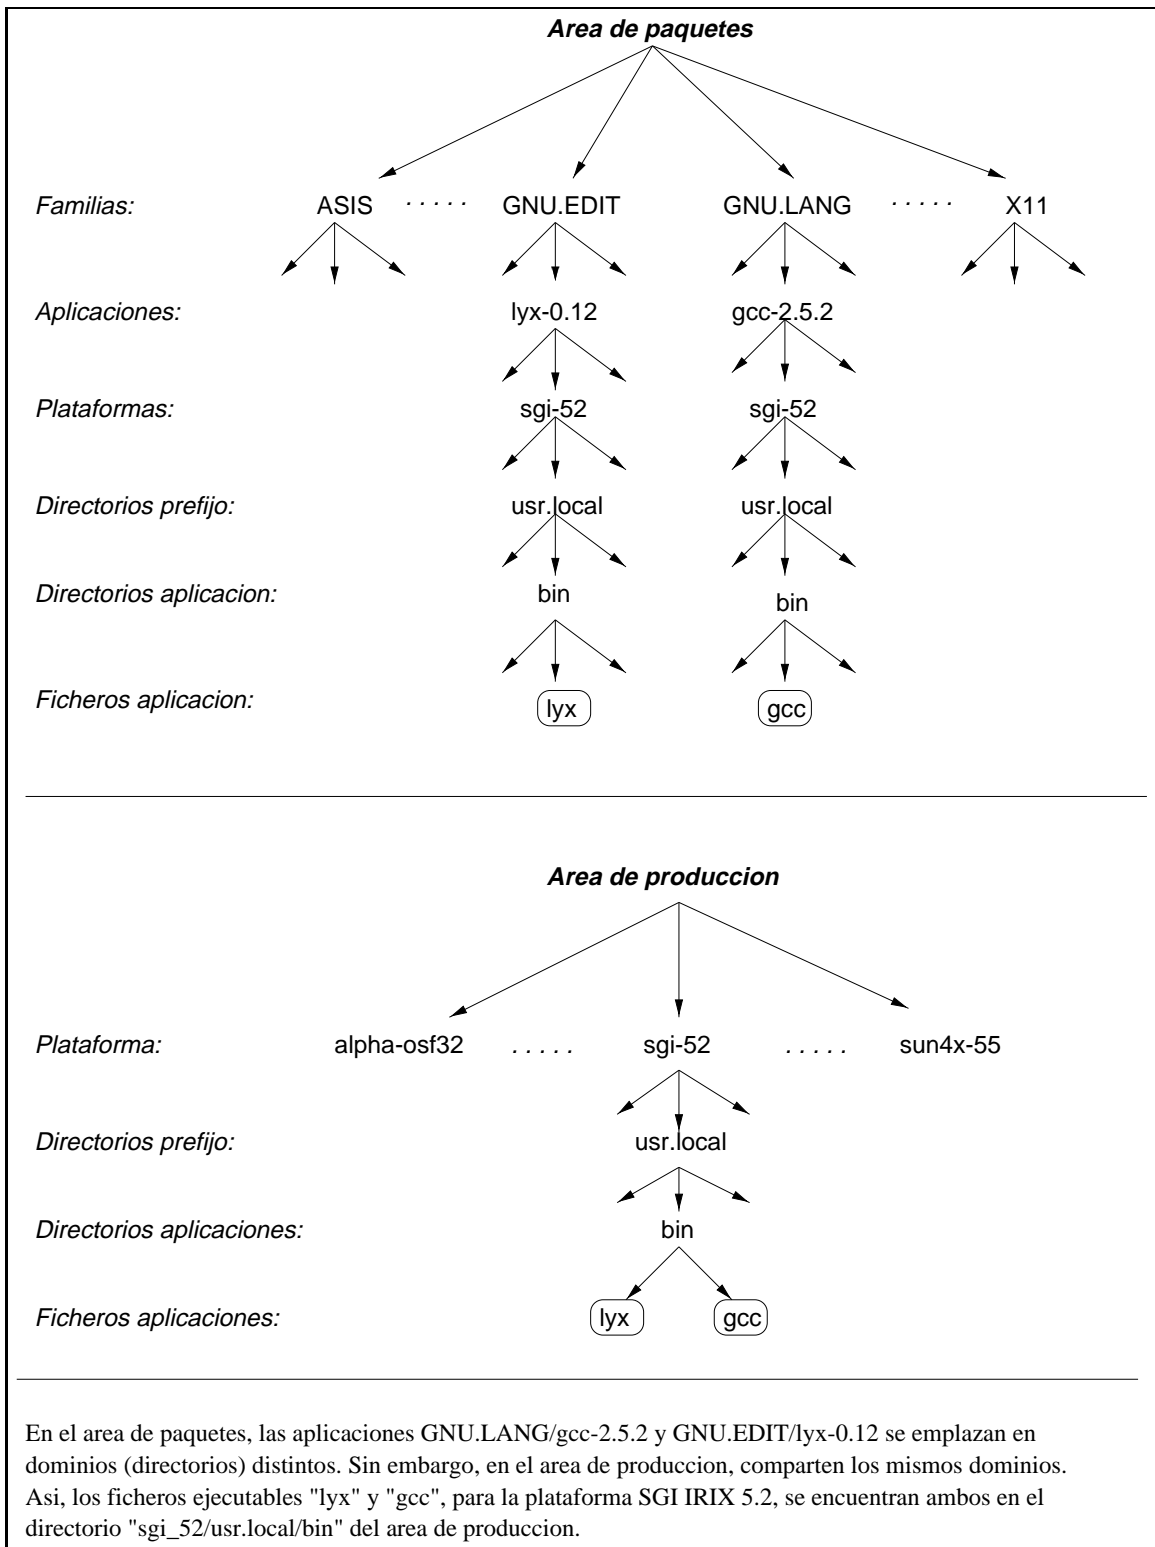 Area de paquetes
Familias: ASIS ..... GNU.EDIT GNU.LANG ..... X11
Aplicaciones: lyx-0.12 gcc-2.5.2
Plataformas: sgi-52 sgi-52
Directorios prefijo: usr.local usr.local
Directorios aplicacion: bin bin
Ficheros aplicacion: lyx gcc
Area de produccion
Plataforma: alpha-osf32 ..... sgi-52 ..... sun4x-55
Directorios prefijo: usr.local
Directorios aplicaciones: bin
Ficheros aplicaciones: lyx gcc
En el area de paquetes, las aplicaciones GNU.LANG/gcc-2.5.2 y GNU.EDIT/lyx-0.12 se emplazan en
dominios (directorios) distintos. Sin embargo, en el area de produccion, comparten los mismos dominios.
Asi, los ficheros ejecutables "lyx" y "gcc", para la plataforma SGI IRIX 5.2, se encuentran ambos en el
directorio "sgi_52/usr.local/bin" del area de produccion.